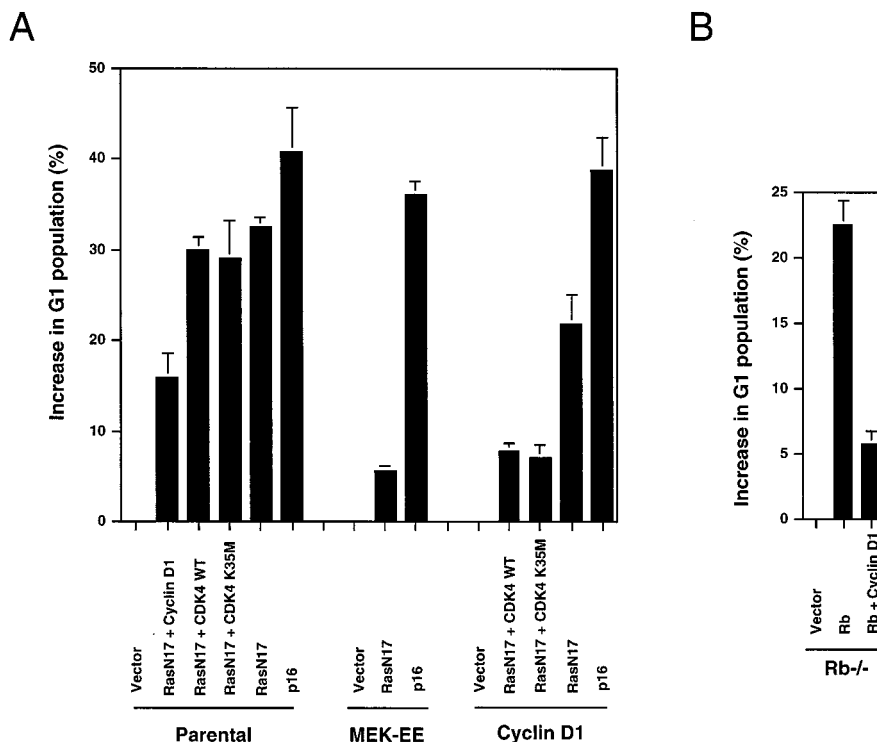 A
Increase in G1 population (%)
50
40
30
20
10
0
Vector
RasN17 + Cyclin D1
RasN17 + CDK4 WT
RasN17 + CDK4 K35M
RasN17
p16
Parental
Vector
RasN17
p16
MEK-EE
Vector
RasN17 + CDK4 WT
RasN17 + CDK4 K35M
RasN17
p16
Cyclin D1
B
Increase in G1 population (%)
25
20
15
10
5
0
Vector
Rb
Rb + Cyclin D1
Rb-/-